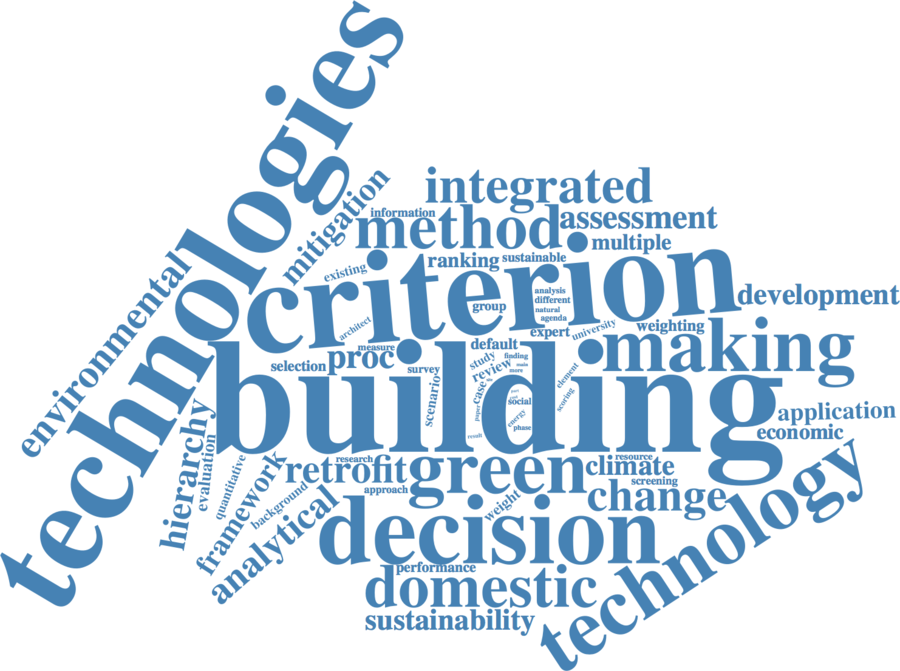 technologies
integrated
mitigation
information
method
assessment
multiple
environmental
criterion
ranking
sustainable
existing
development
analysis
different
natural
agenda
group
expert
university
weighting
architect
measure
default
making
selection
proc
survey
study
finding
main
more
review
building
case
scenario
element
scoring
social
energy
phase
paper
result
application
economic
hierarchy
evaluation
quantitative
framework
research
retrofit
green
climate
resource
screening
approach
background
analytical
weight
change
technology
decision
performance
domestic
sustainability